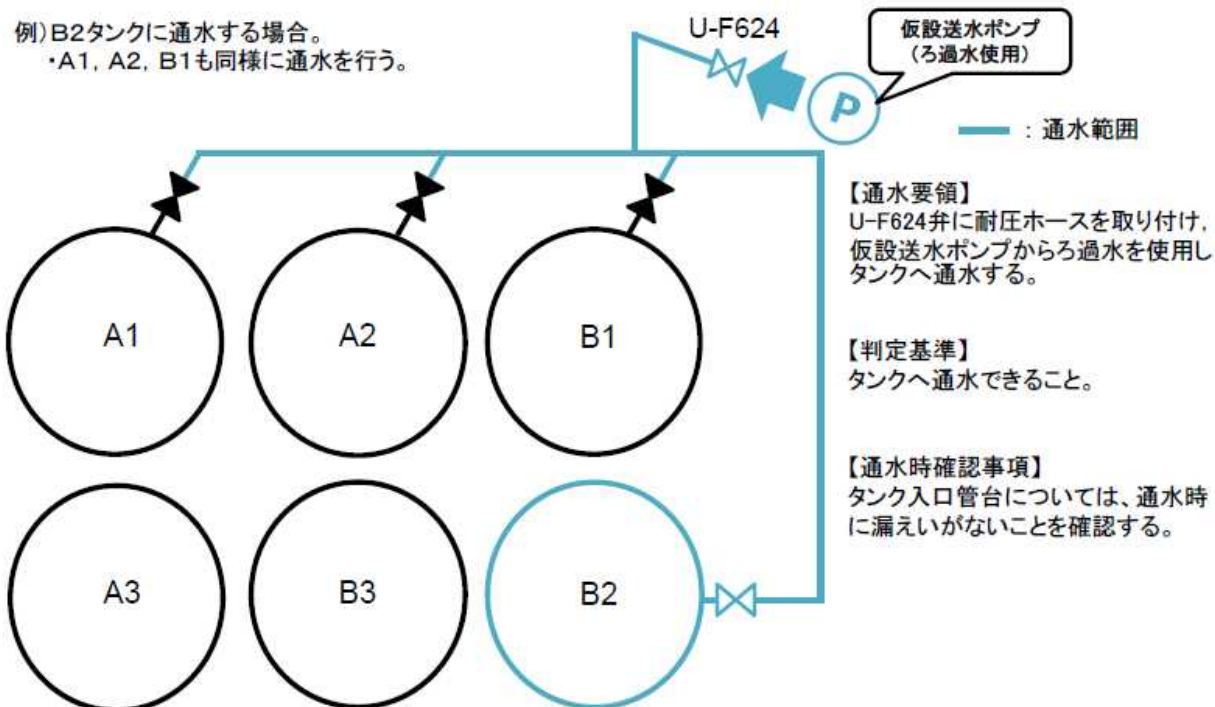 例)B2タンクに通水する場合。
・A1，A2，B1も同様に通水を行う。
U-F624
仮設送水ポンプ
(ろ過水使用)
P
：通水範囲
【通水要領】
U-F624弁に耐圧ホースを取り付け，
仮設送水ポンプからろ過水を使用し
タンクへ通水する。
A1
A2
B1
【判定基準】
タンクへ通水できること。
【通水時確認事項】
タンク入口管台については、通水時
に漏えいがないことを確認する。
A3
B3
B2